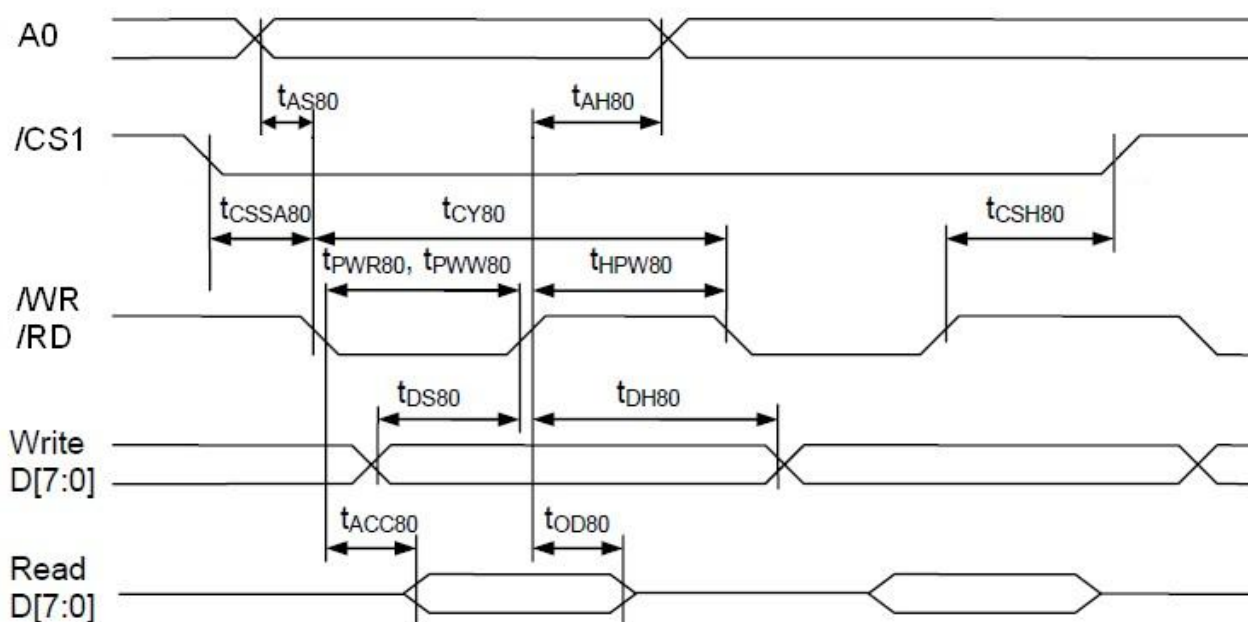 A0
tAS80 tAH80
/CS1
tCSSA80 tCY80 tCSH80
tPWR80, tPWW80 tHPW80
/WR
/RD
tDS80 tDH80
Write
D[7:0]
tACC80 tOD80
Read
D[7:0]